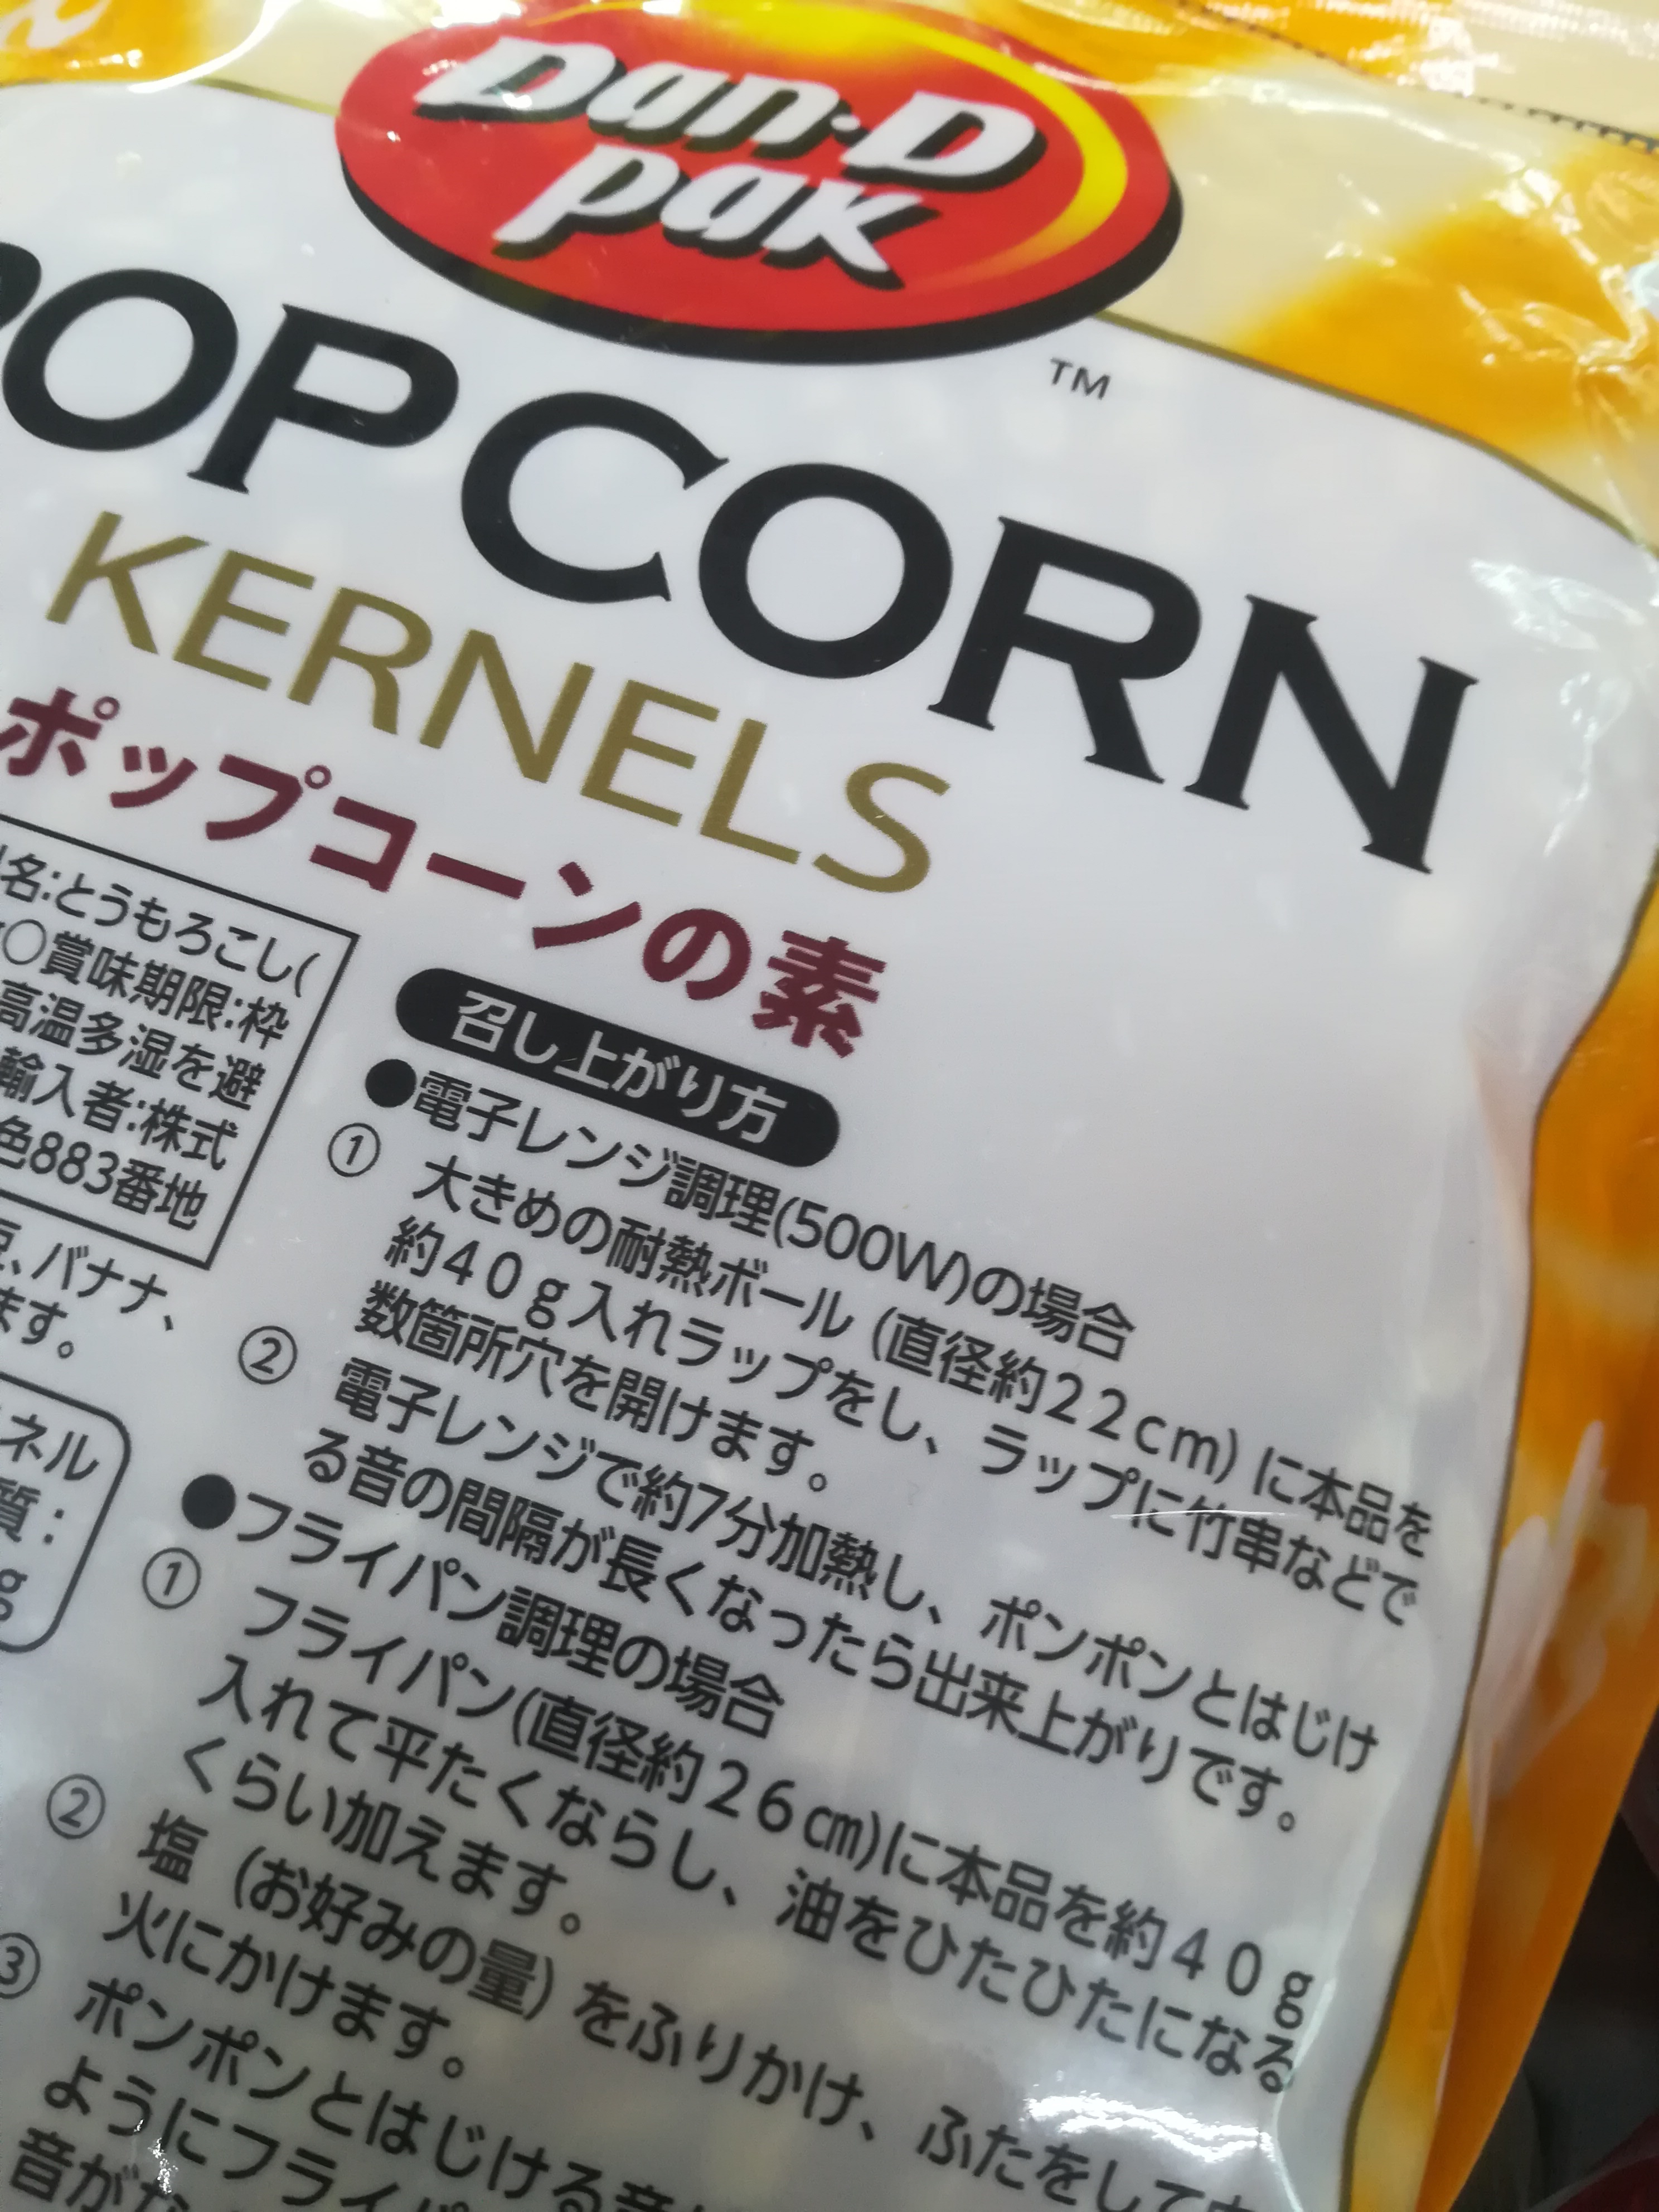 Dan·D
pak
TM
POPCORN
KERNELS
ポップコーンの素
名:とうもろこし(
○賞味期限:枠
高温多湿を避
輸入者:株式
色883番地
豆、バナナ、
ます。
ネル
質:
g
召し上がり方
●電子レンジ調理(500W)の場合
① 大きめの耐熱ボール (直径約22cm) に本品を
約40g入れラップをし、ラップに竹串などで
数箇所穴を開けます。
② 電子レンジで約7分加熱し、ポンポンとはじけ
る音の間隔が長くなったら出来上がりです。
●フライパン調理の場合
① フライパン(直径約26㎝)に本品を約40g
入れて平たくならし、油をひたひたになる
くらい加えます。
② 塩 (お好みの量) をふりかけ、ふたをして
火にかけます。
③ ポンポンとはじける音
ようにフライ
音が